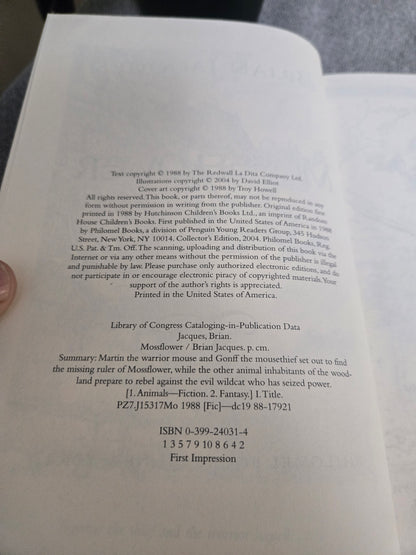 Text copyright © 1988 by The Redwall La Dita Company Ltd.
Illustrations copyright © 2004 by David Elliot
Cover art copyright © 1988 by Troy Howell
All rights reserved. This book, or parts thereof, may not be reproduced in any
form without permission in writing from the publisher. Original edition first
printed in 1988 by Hutchinson Children's Books Ltd., an imprint of Random
House Children's Books. First published in the United States of America in 1988
by Philomel Books, a division of Penguin Young Readers Group, 345 Hudson
Street, New York, NY 10014. Collector's Edition, 2004. Philomel Books, Reg.
U.S. Pat. & Tm. Off. The scanning, uploading and distribution of this book via the
Internet or via any other means without the permission of the publisher is illegal
and punishable by law. Please purchase only authorized electronic editions, and do
not participate in or encourage electronic piracy of copyrighted materials. Your
support of the author's rights is appreciated.
Printed in the United States of America.
Library of Congress Cataloging-in-Publication Data
Jacques, Brian.
Mossflower / Brian Jacques. p. cm.
Summary: Martin the warrior mouse and Gonff the mousethief set out to find
the missing ruler of Mossflower, while the other animal inhabitants of the wood-
land prepare to rebel against the evil wildcat who has seized power.
[1. Animals—Fiction. 2. Fantasy.] I. Title.
PZ7.J15317Mo 1988 [Fic]—dc19 88-17921
ISBN 0-399-24031-4
1 3 5 7 9 10 8 6 4 2
First Impression